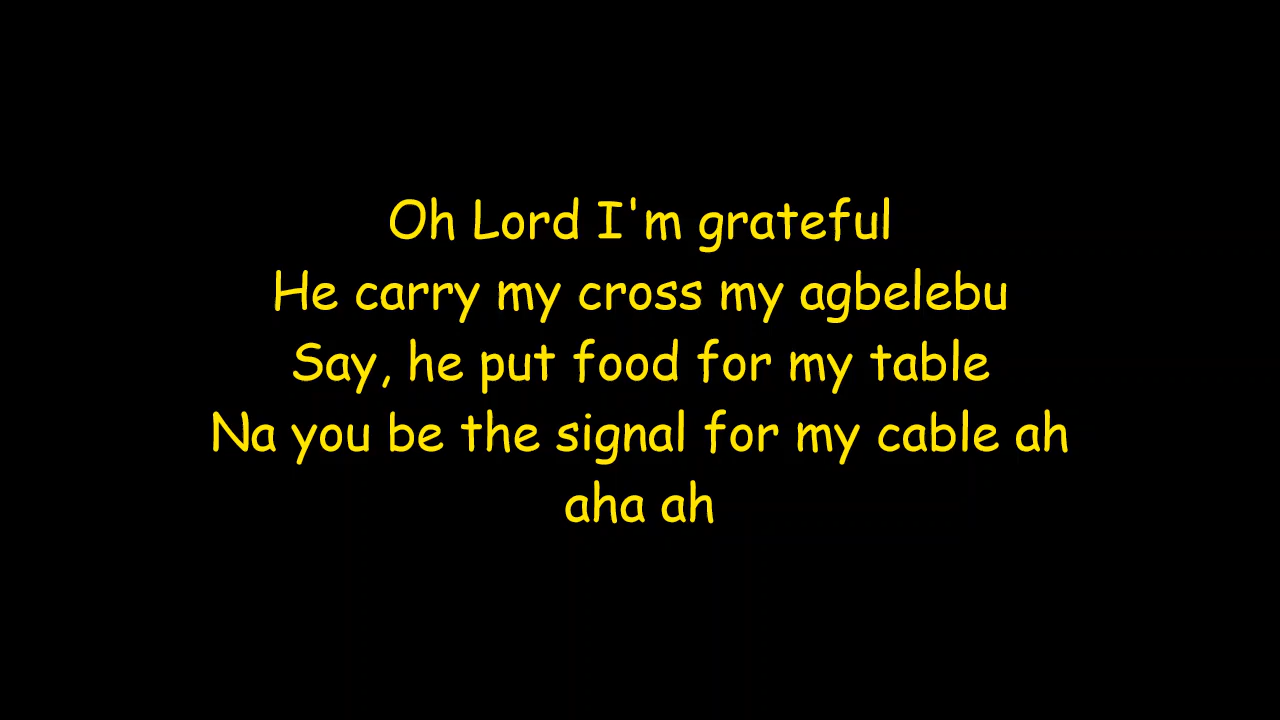 Oh Lord I'm grateful
He carry my cross my agbelebu
Say, he put food for my table
Na you be the signal for my cable ah
aha ah